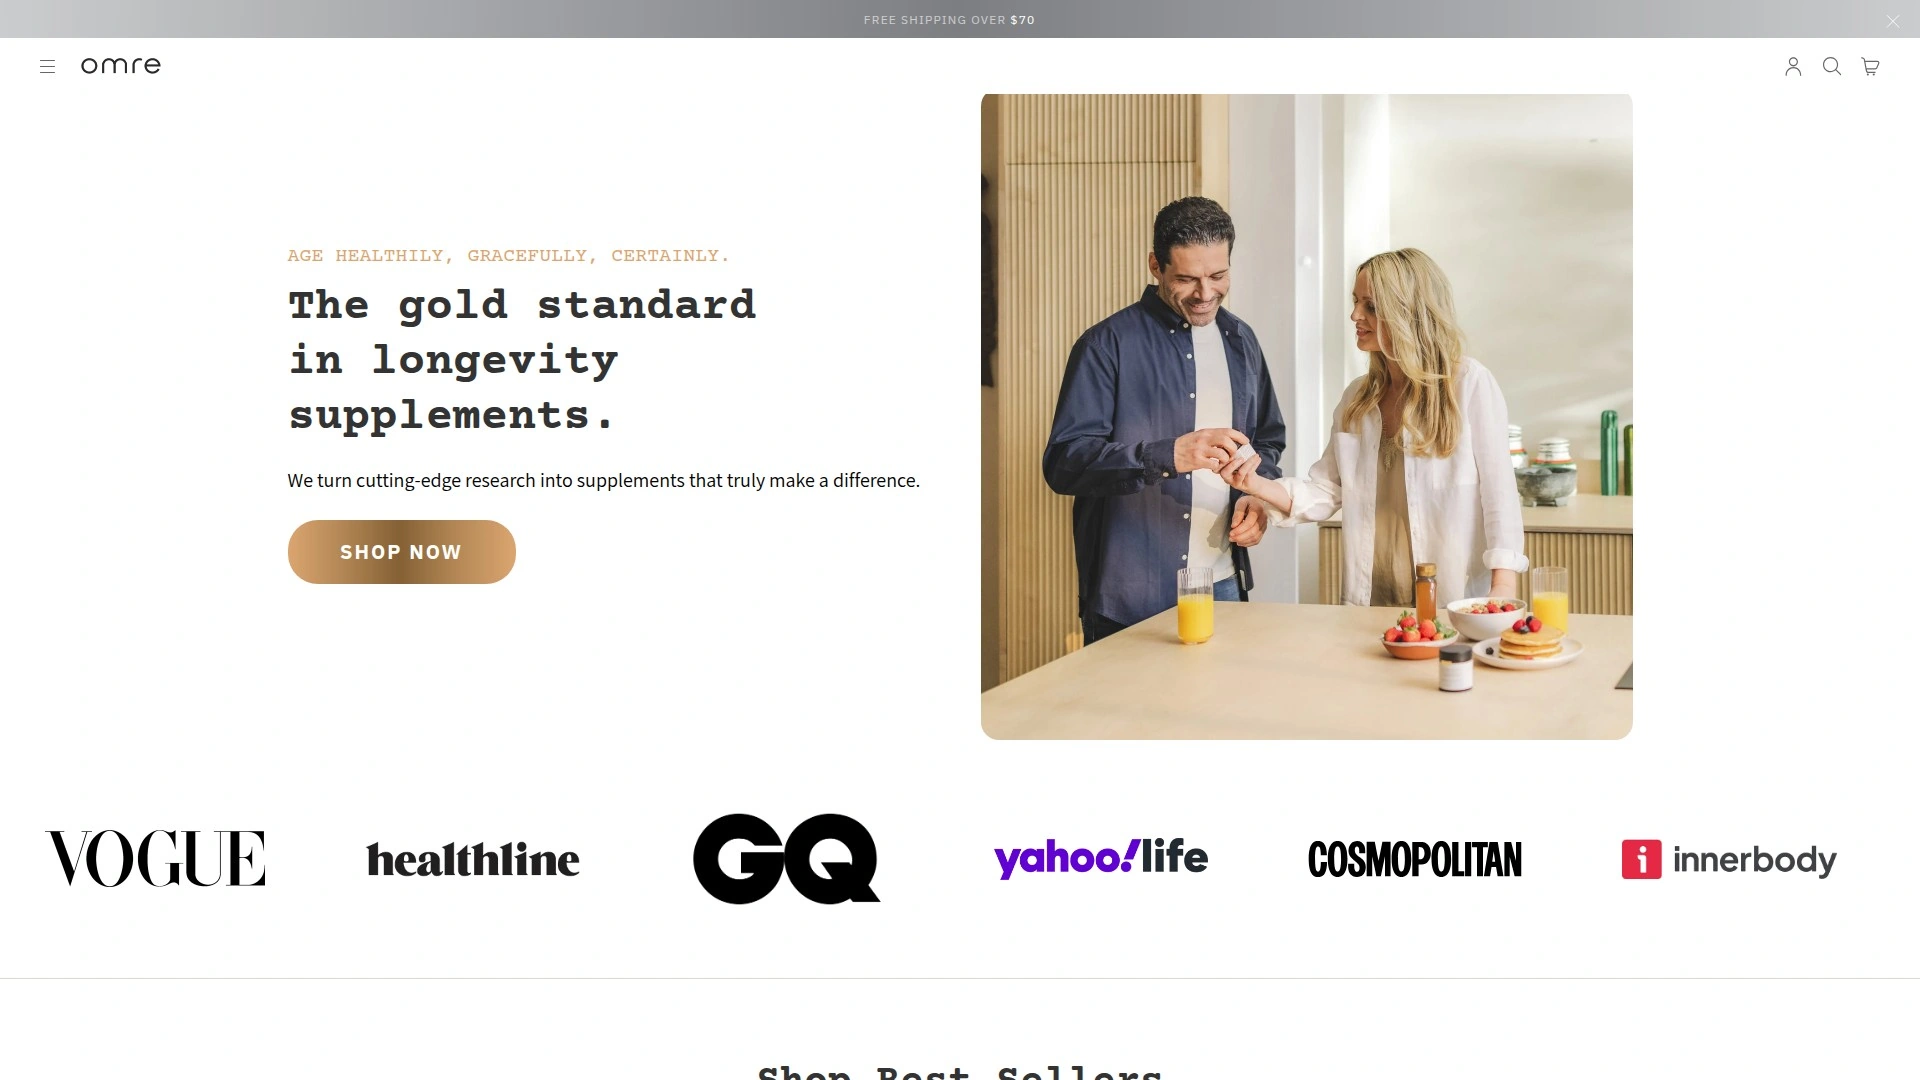 FREE SHIPPING OVER $70
omre
AGE HEALTHILY, GRACEFULLY, CERTAINLY.
The gold standard
in longevity
supplements.
We turn cutting-edge research into supplements that truly make a difference.
SHOP NOW
VOGUE
healthline
GQ
yahoo!life
COSMOPOLITAN
i innerbody
Shop Best Sellers